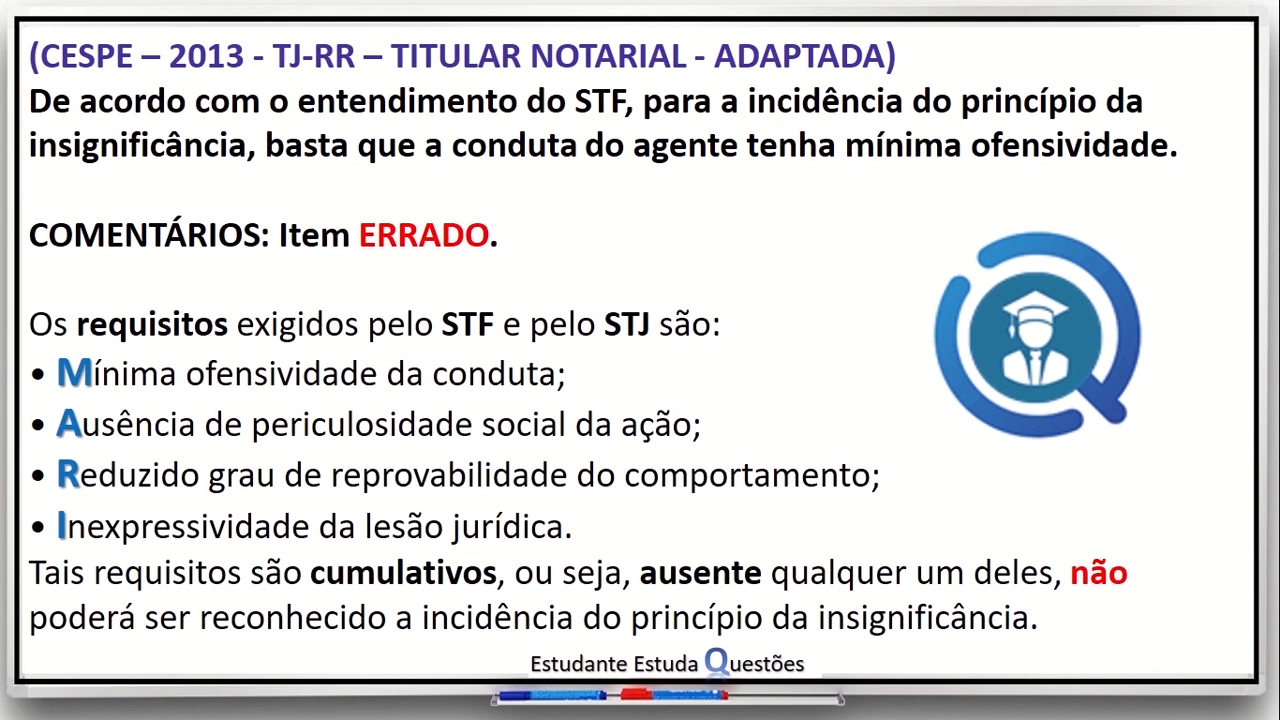 (CESPE – 2013 - TJ-RR – TITULAR NOTARIAL - ADAPTADA)
De acordo com o entendimento do STF, para a incidência do princípio da
insignificância, basta que a conduta do agente tenha mínima ofensividade.
COMENTÁRIOS: Item ERRADO.
Os requisitos exigidos pelo STF e pelo STJ são:
• Mínima ofensividade da conduta;
• Ausência de periculosidade social da ação;
• Reduzido grau de reprovabilidade do comportamento;
• Inexpressividade da lesão jurídica.
Tais requisitos são cumulativos, ou seja, ausente qualquer um deles, não
poderá ser reconhecido a incidência do princípio da insignificância.
Estudante Estuda Questões